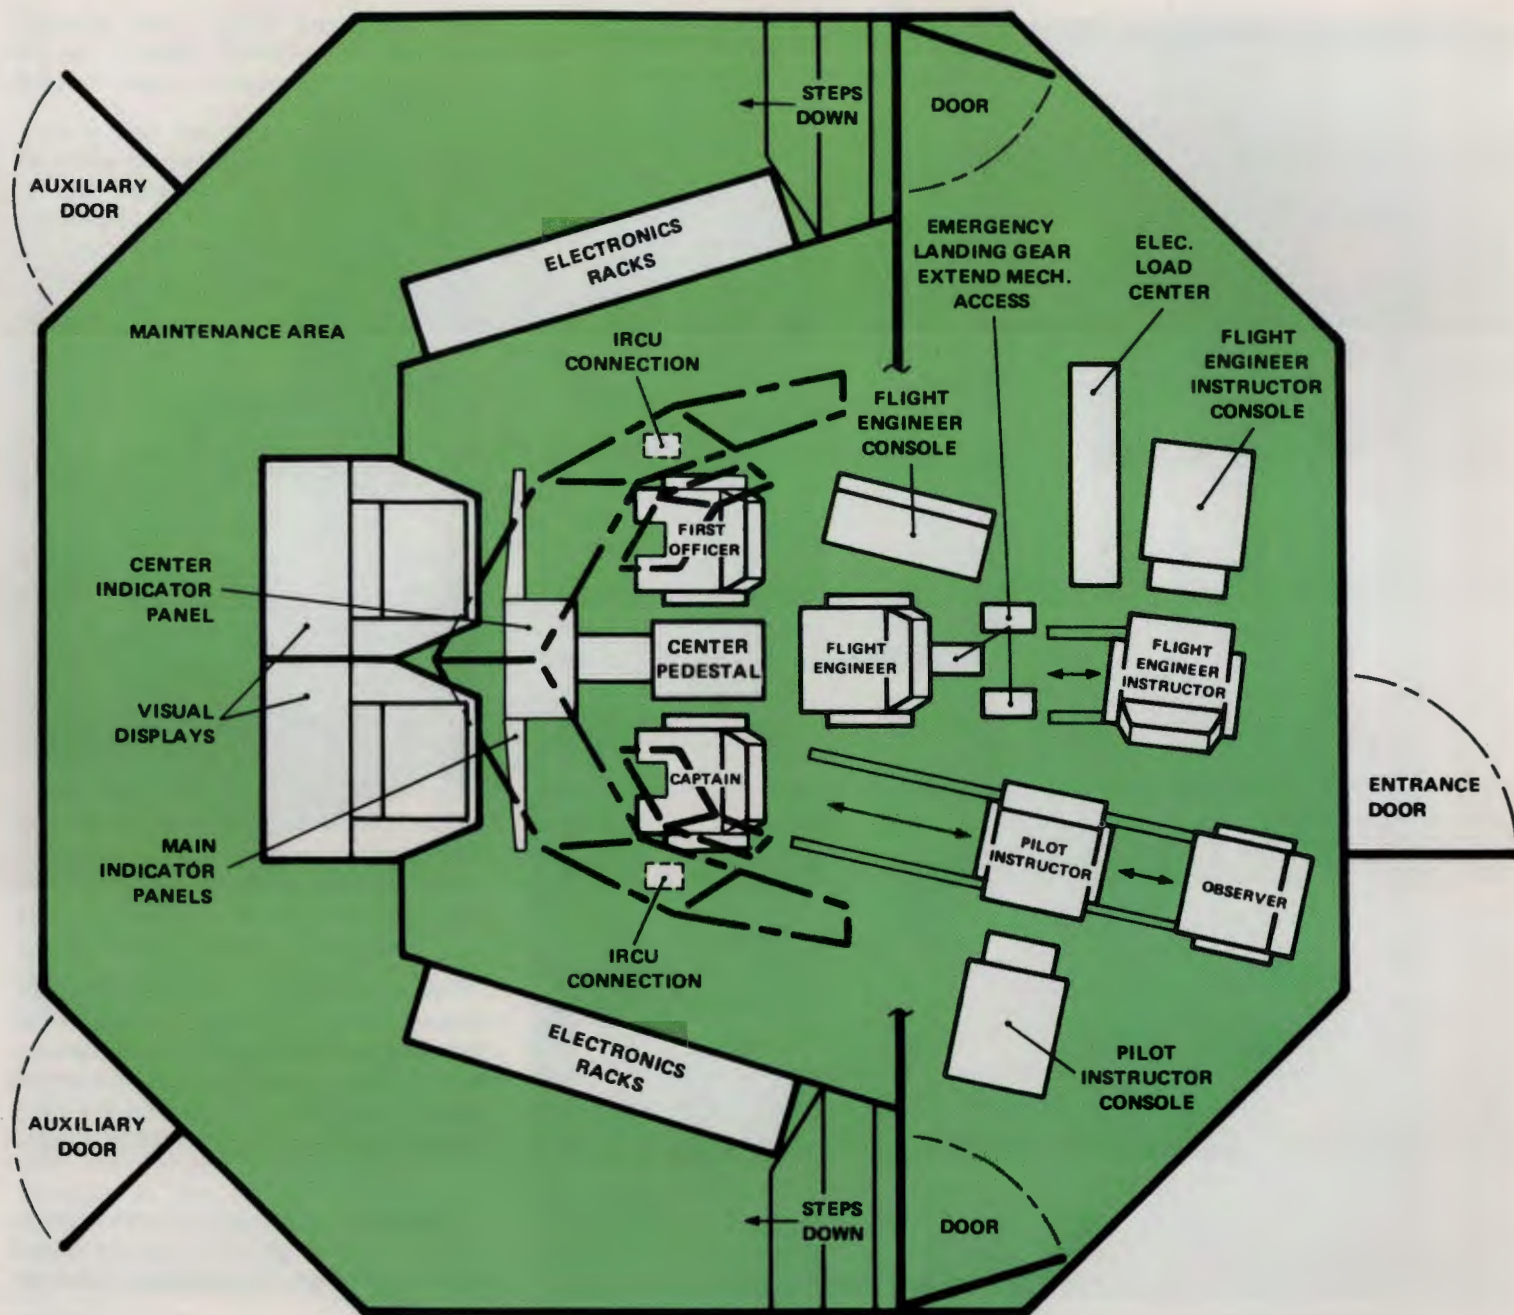 STEPS
DOWN
DOOR
AUXILIARY
DOOR
ELECTRONICS
RACKS
EMERGENCY
LANDING GEAR
EXTEND MECH.
ACCESS
ELEC.
LOAD
CENTER
MAINTENANCE AREA
IRCU
CONNECTION
FLIGHT
ENGINEER
INSTRUCTOR
CONSOLE
FLIGHT
ENGINEER
CONSOLE
FIRST
OFFICER
CENTER
INDICATOR
PANEL
CENTER
PEDESTAL
FLIGHT
ENGINEER
FLIGHT
ENGINEER
INSTRUCTOR
VISUAL
DISPLAYS
CAPTAIN
ENTRANCE
DOOR
MAIN
INDICATOR
PANELS
PILOT
INSTRUCTOR
OBSERVER
IRCU
CONNECTION
ELECTRONICS
RACKS
PILOT
INSTRUCTOR
CONSOLE
AUXILIARY
DOOR
STEPS
DOWN
DOOR